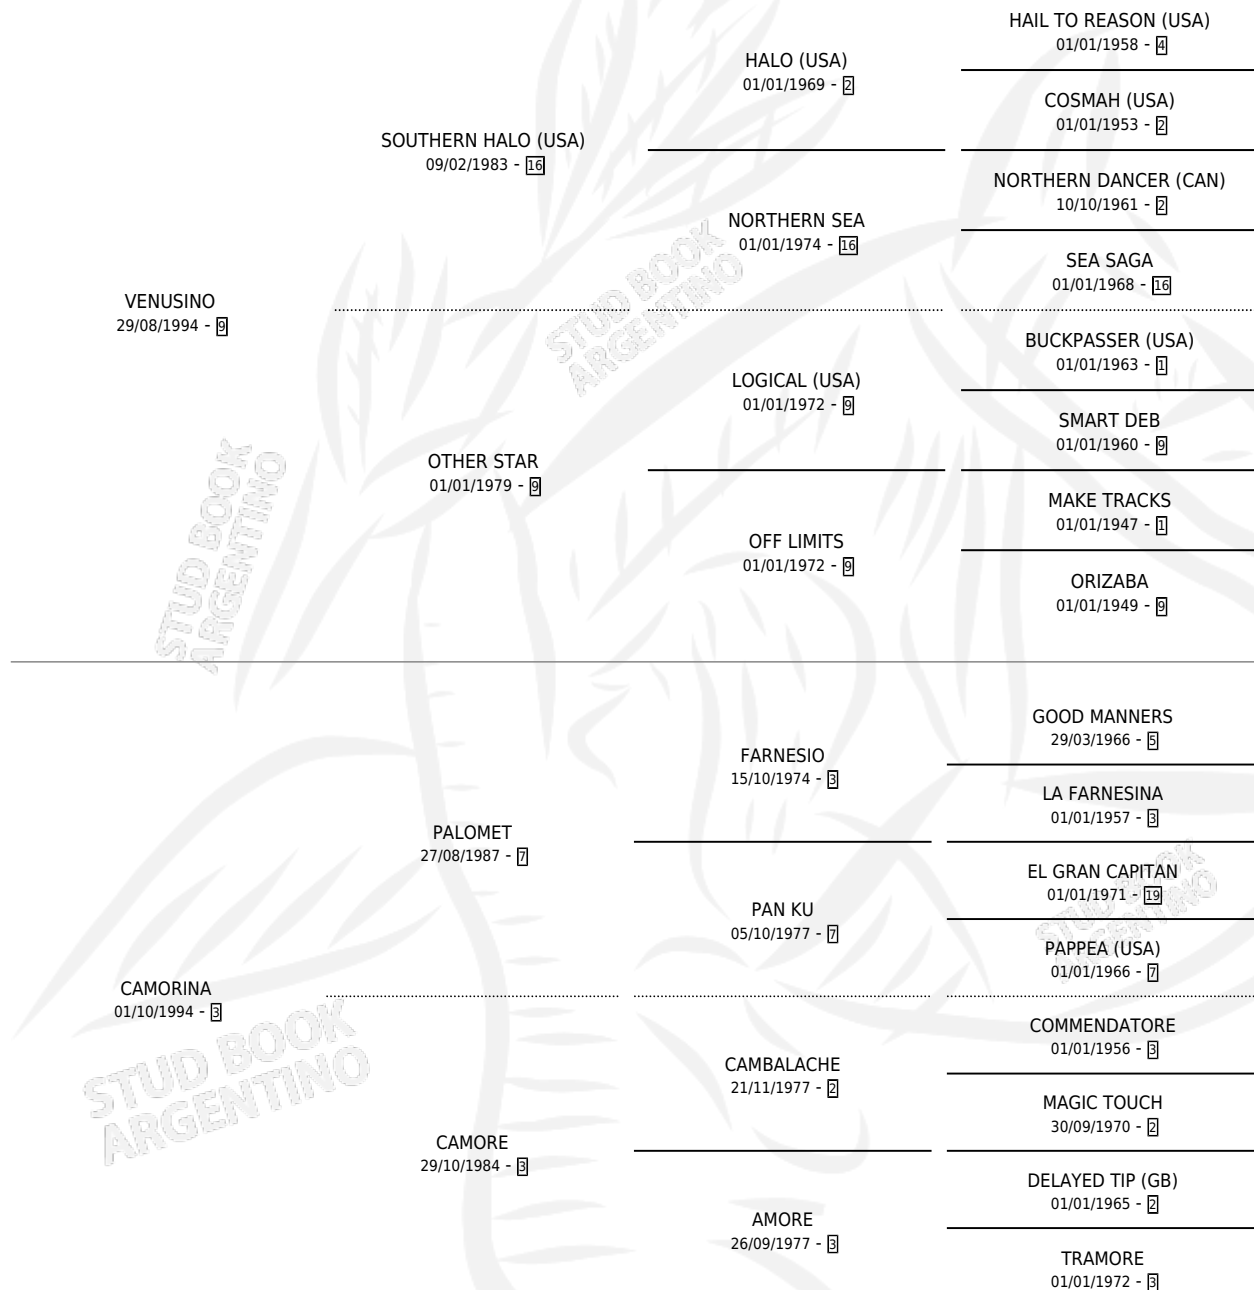 HAIL TO REASON (USA)
01/01/1958 - 4
HALO (USA)
01/01/1969 - 2
COSMAH (USA)
01/01/1953 - 2
SOUTHERN HALO (USA)
09/02/1983 - 16
NORTHERN DANCER (CAN)
10/10/1961 - 2
NORTHERN SEA
01/01/1974 - 16
SEA SAGA
01/01/1968 - 16
VENUSINO
29/08/1994 - 9
BUCKPASSER (USA)
01/01/1963 - 1
LOGICAL (USA)
01/01/1972 - 9
SMART DEB
01/01/1960 - 9
OTHER STAR
01/01/1979 - 9
MAKE TRACKS
01/01/1947 - 1
OFF LIMITS
01/01/1972 - 9
ORIZABA
01/01/1949 - 9
GOOD MANNERS
29/03/1966 - 5
FARNESIO
15/10/1974 - 3
LA FARNESINA
01/01/1957 - 3
PALOMET
27/08/1987 - 7
EL GRAN CAPITAN
01/01/1971 - 19
PAN KU
05/10/1977 - 7
PAPPEA (USA)
01/01/1966 - 7
CAMORINA
01/10/1994 - 3
COMMENDATORE
01/01/1956 - 3
CAMBALACHE
21/11/1977 - 2
MAGIC TOUCH
30/09/1970 - 2
CAMORE
29/10/1984 - 3
DELAYED TIP (GB)
01/01/1965 - 2
AMORE
26/09/1977 - 3
TRAMORE
01/01/1972 - 3
STUD BOOK
ARGENTINO
STUD BOOK
ARGENTINO
STUD BOOK
ARGENTINO
STUD BOOK
ARGENTINO